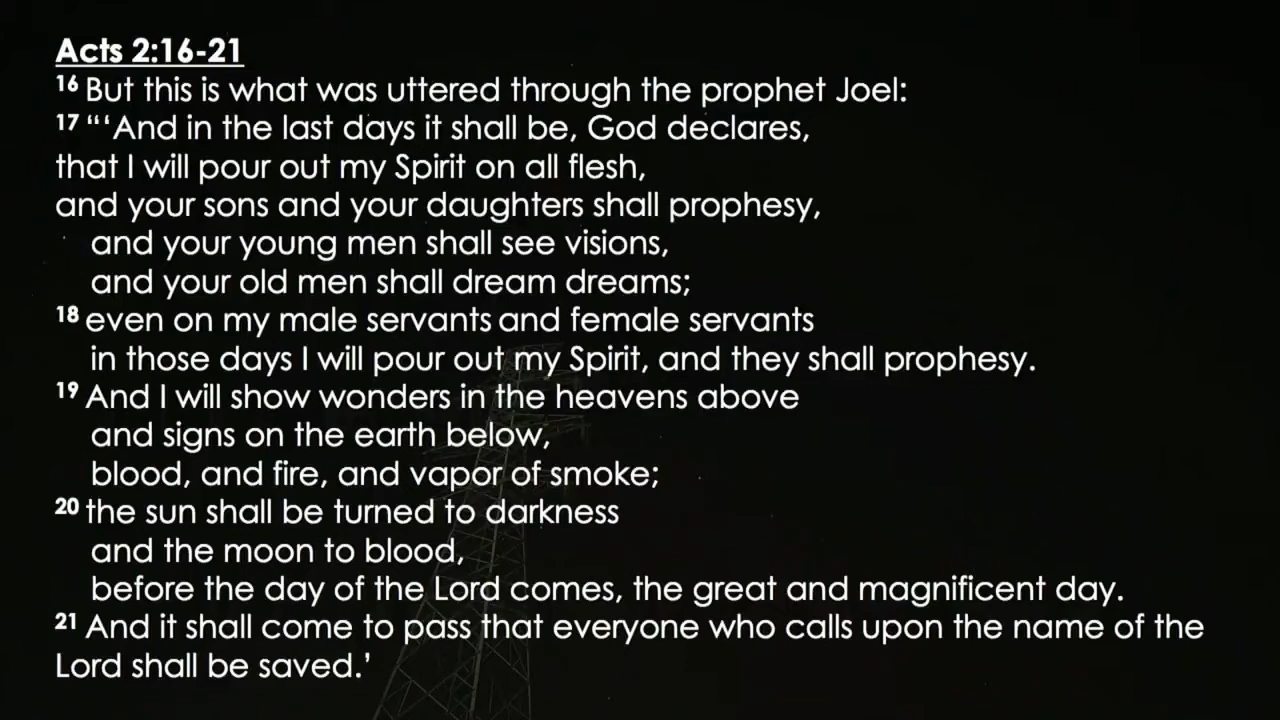 Acts 2:16-21
16 But this is what was uttered through the prophet Joel:
17 “‘And in the last days it shall be, God declares,
that I will pour out my Spirit on all flesh,
and your sons and your daughters shall prophesy,
and your young men shall see visions,
and your old men shall dream dreams;
18 even on my male servants and female servants
in those days I will pour out my Spirit, and they shall prophesy.
19 And I will show wonders in the heavens above
and signs on the earth below,
blood, and fire, and vapor of smoke;
20 the sun shall be turned to darkness
and the moon to blood,
before the day of the Lord comes, the great and magnificent day.
21 And it shall come to pass that everyone who calls upon the name of the
Lord shall be saved.’